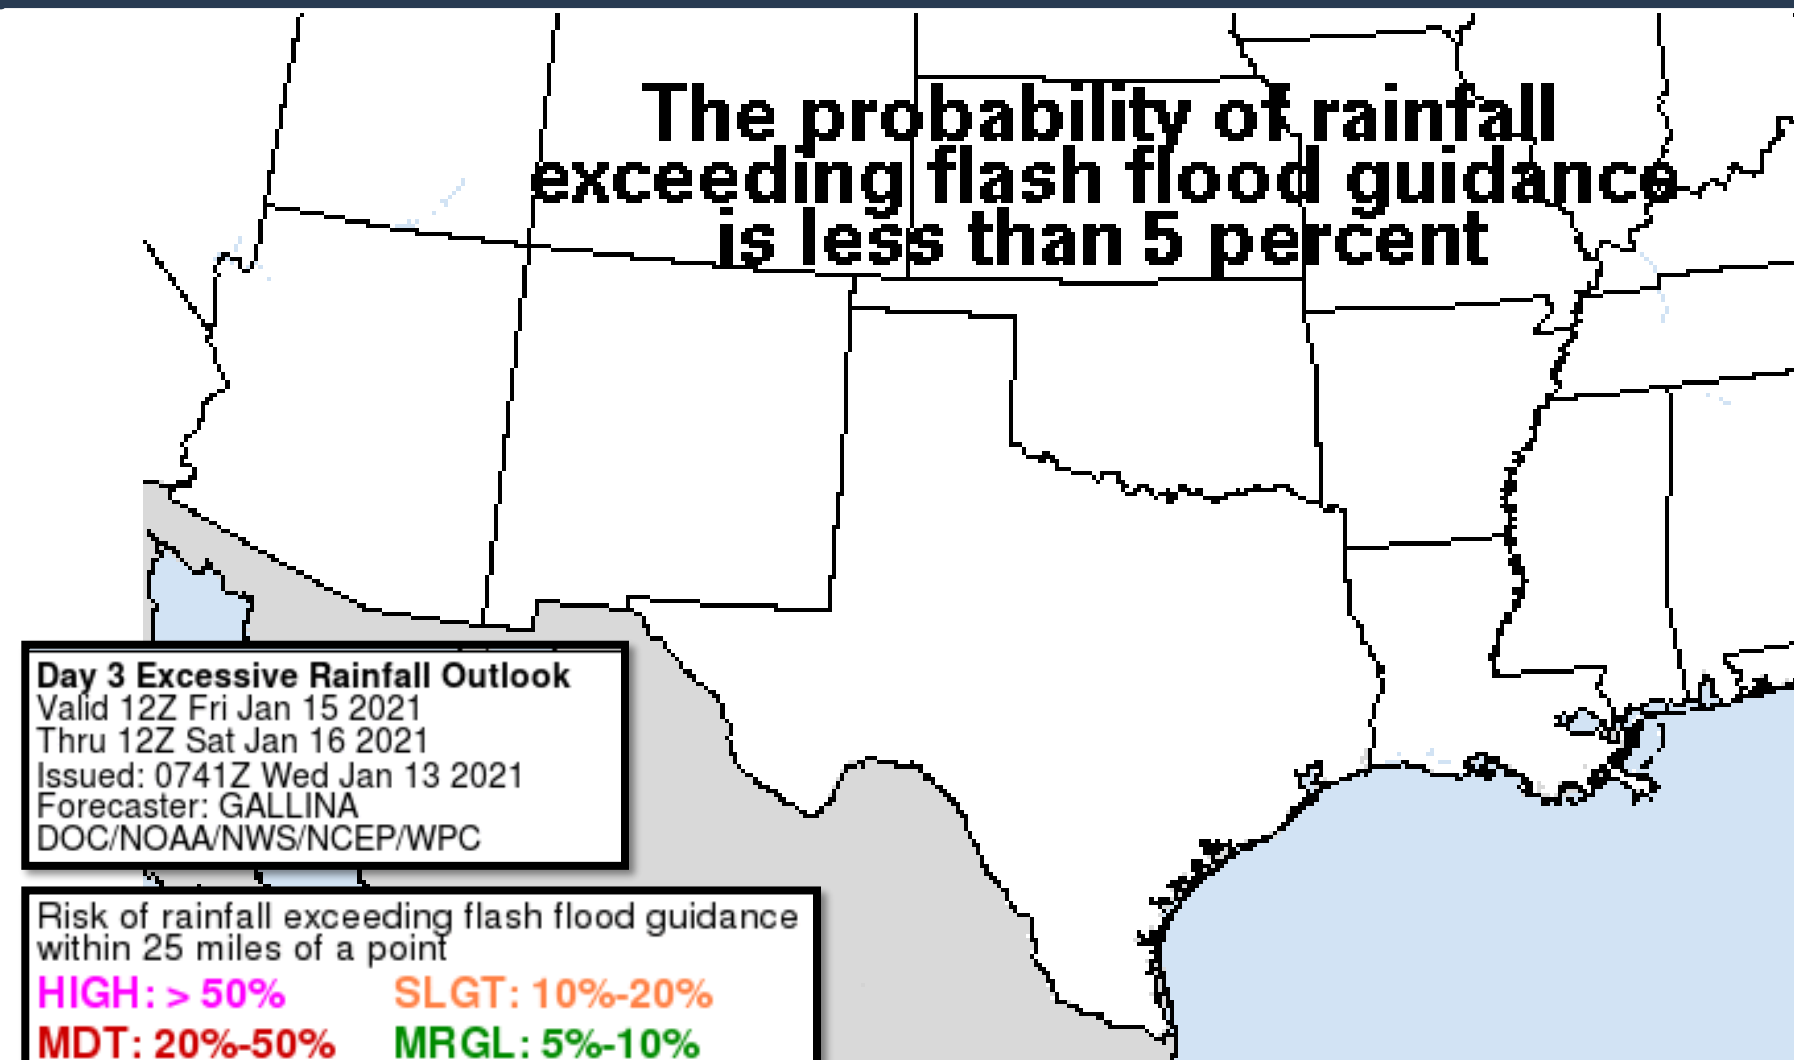 The probability of rainfall
exceeding flash flood guidance
is less than 5 percent
Day 3 Excessive Rainfall Outlook
Valid 12Z Fri Jan 15 2021
Thru 12Z Sat Jan 16 2021
Issued: 0741Z Wed Jan 13 2021
Forecaster: GALLINA
DOC/NOAA/NWS/NCEP/WPC
Risk of rainfall exceeding flash flood guidance
within 25 miles of a point
HIGH: > 50% SLGT: 10%-20%
MDT: 20%-50% MRGL: 5%-10%